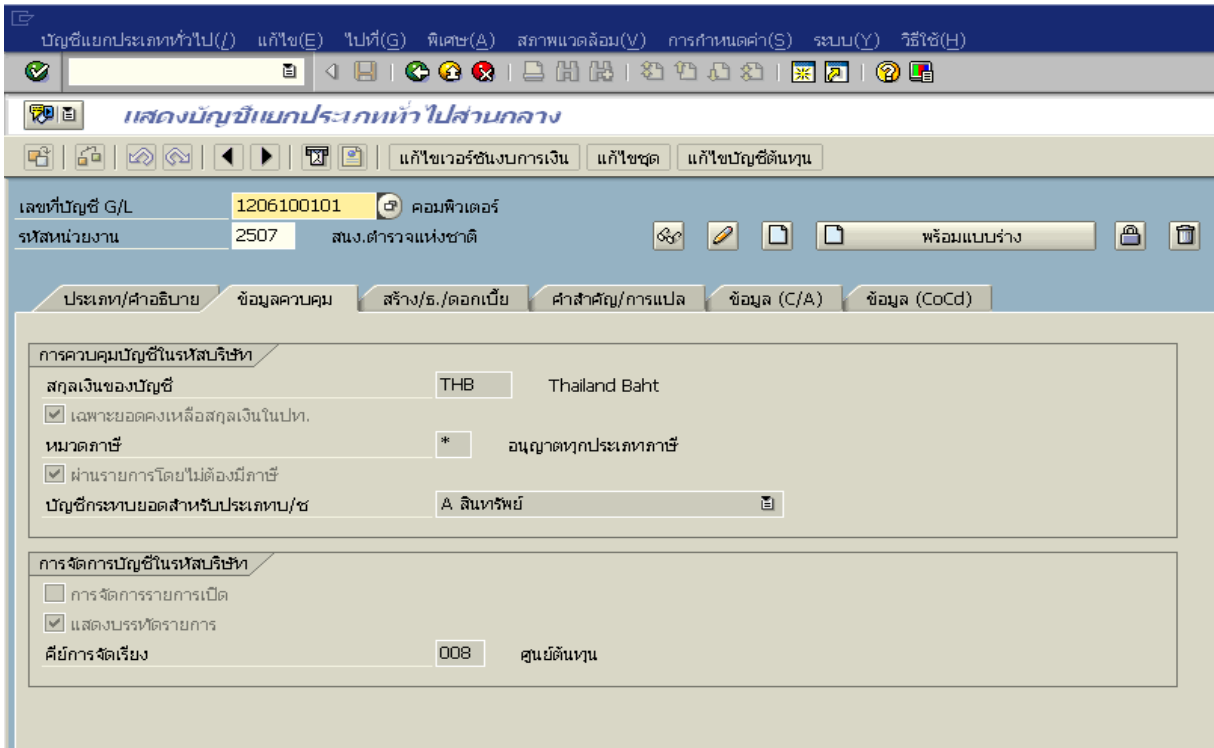 บัญชีแยกประเภททั่วไป(/) แก้ไข(E) ไปที่(G) พิเศษ(A) สภาพแวดล้อม(V) การกำหนดค่า(S) ระบบ(Y) วิธีใช้(H)
แสดงบัญชีแยกประเภททั่วไปส่วนกลาง
แก้ไขเวอร์ชันงบการเงิน แก้ไขชุด แก้ไขบัญชีต้นทุน
เลขที่บัญชี G/L 1206100101 คอมพิวเตอร์
รหัสหน่วยงาน 2507 สนง.ตำรวจแห่งชาติ พร้อมแบบร่าง
ประเภท/คำอธิบาย ข้อมูลควบคุม สร้าง/ธ./ดอกเบี้ย คำสำคัญ/การแปล ข้อมูล (C/A) ข้อมูล (CoCd)
การควบคุมบัญชีในรหัสบริษัท
สกุลเงินของบัญชี THB Thailand Baht
เฉพาะยอดคงเหลือสกุลเงินในปท.
หมวดภาษี * อนุญาตทุกประเภทภาษี
ผ่านรายการโดยไม่ต้องมีภาษี
บัญชีกระทบยอดสำหรับประเภทบ/ช A สินทรัพย์
การจัดการบัญชีในรหัสบริษัท
การจัดการรายการเปิด
แสดงบรรทัดรายการ
คีย์การจัดเรียง 008 ศูนย์ต้นทุน